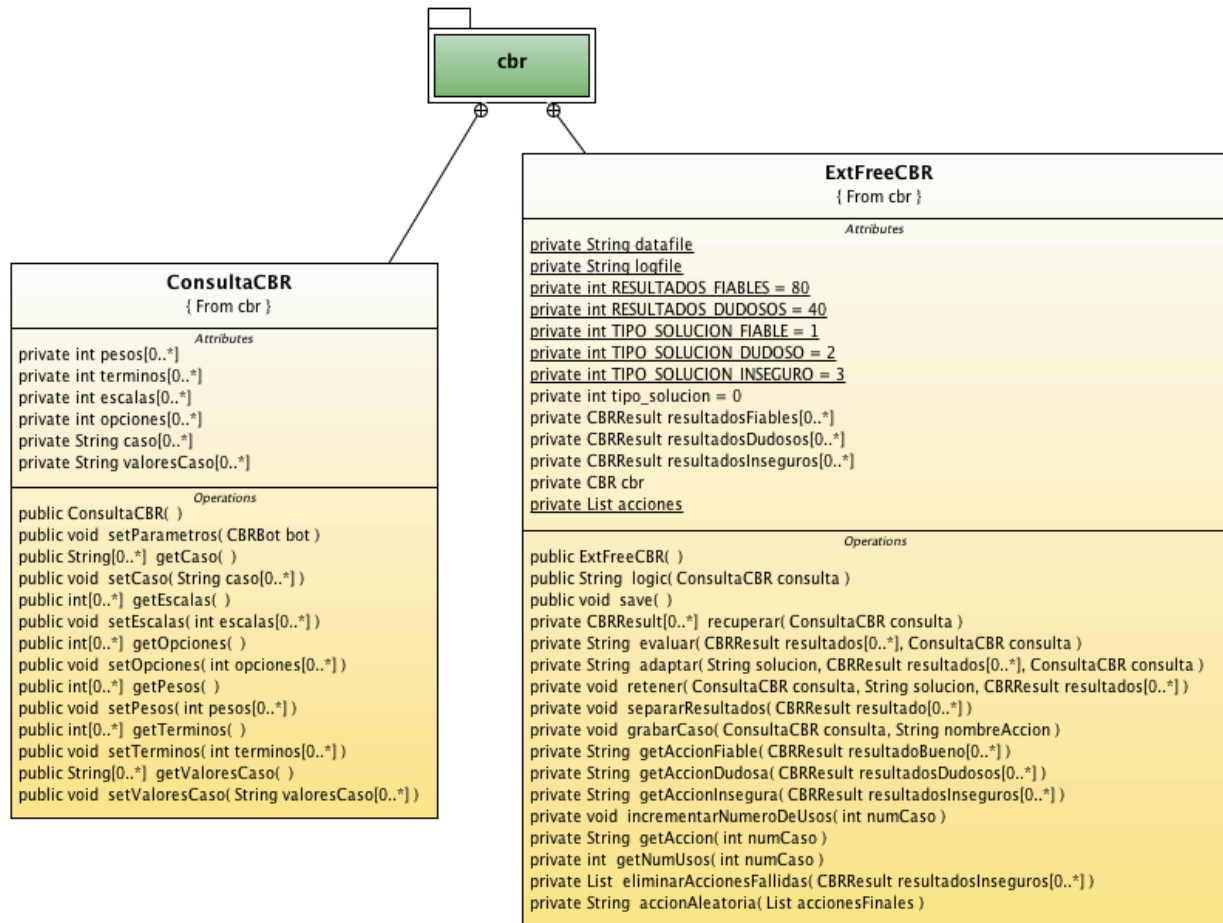 cbr
ConsultaCBR
{ From cbr }
Attributes
private int pesos[0..*]
private int terminos[0..*]
private int escalas[0..*]
private int opciones[0..*]
private String caso[0..*]
private String valoresCaso[0..*]
Operations
public ConsultaCBR( )
public void setParametros( CBRBot bot )
public String[0..*] getCaso( )
public void setCaso( String caso[0..*] )
public int[0..*] getEscalas( )
public void setEscalas( int escalas[0..*] )
public int[0..*] getOpciones( )
public void setOpciones( int opciones[0..*] )
public int[0..*] getPesos( )
public void setPesos( int pesos[0..*] )
public int[0..*] getTerminos( )
public void setTerminos( int terminos[0..*] )
public String[0..*] getValoresCaso( )
public void setValoresCaso( String valoresCaso[0..*] )
ExtFreeCBR
{ From cbr }
Attributes
private String datafile
private String logfile
private int RESULTADOS_FIABLES = 80
private int RESULTADOS_DUDOSOS = 40
private int TIPO_SOLUCION_FIABLE = 1
private int TIPO_SOLUCION_DUDOSO = 2
private int TIPO_SOLUCION_INSEGURO = 3
private int tipo_solucion = 0
private CBRResult resultadosFiables[0..*]
private CBRResult resultadosDudosos[0..*]
private CBRResult resultadosInseguros[0..*]
private CBR cbr
private List acciones
Operations
public ExtFreeCBR( )
public String logic( ConsultaCBR consulta )
public void save( )
private CBRResult[0..*] recuperar( ConsultaCBR consulta )
private String evaluar( CBRResult resultados[0..*], ConsultaCBR consulta )
private String adaptar( String solucion, CBRResult resultados[0..*], ConsultaCBR consulta )
private void retener( ConsultaCBR consulta, String solucion, CBRResult resultados[0..*] )
private void separarResultados( CBRResult resultado[0..*] )
private void grabarCaso( ConsultaCBR consulta, String nombreAccion )
private String getAccionFiable( CBRResult resultadoBueno[0..*] )
private String getAccionDudosa( CBRResult resultadosDudosos[0..*] )
private String getAccionInsegura( CBRResult resultadosInseguros[0..*] )
private void incrementarNumeroDeUsos( int numCaso )
private String getAccion( int numCaso )
private int getNumUsos( int numCaso )
private List eliminarAccionesFallidas( CBRResult resultadosInseguros[0..*] )
private String accionAleatoria( List accionesFinales )